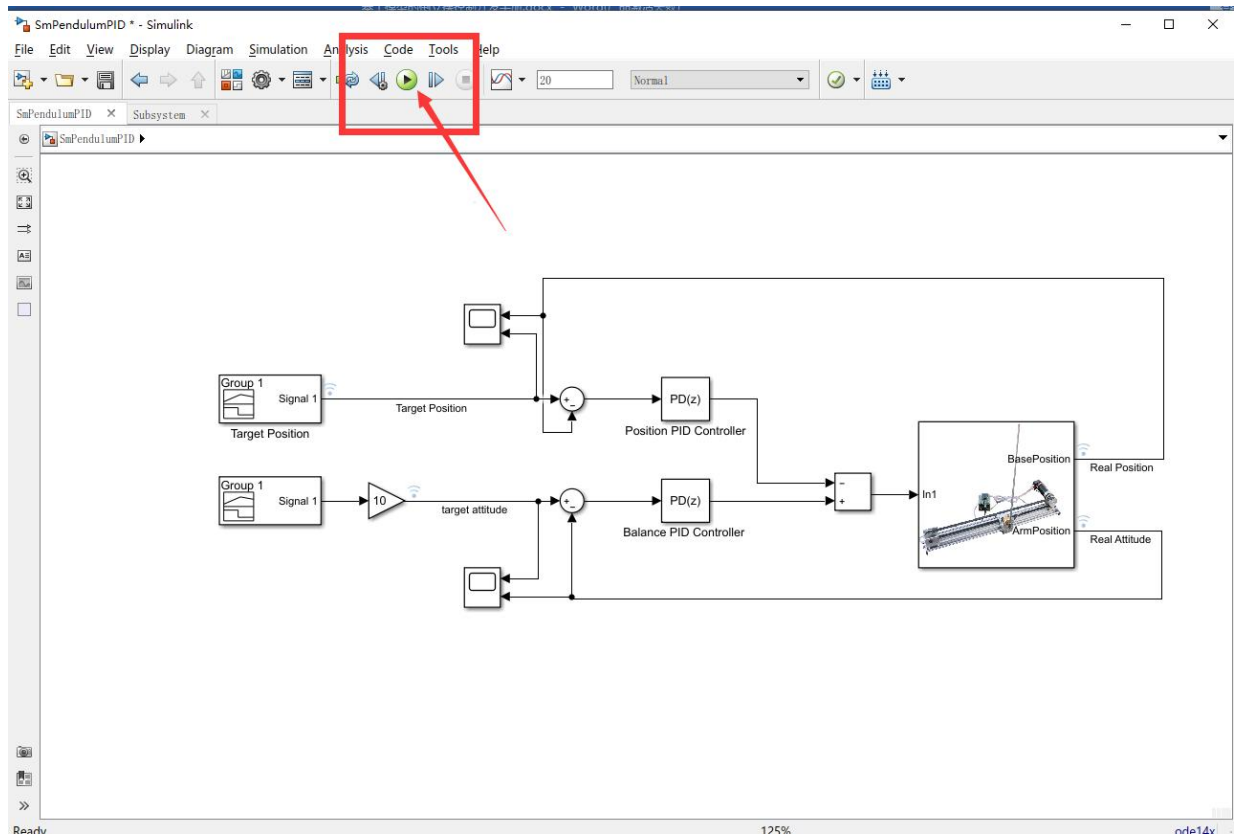 SmPendulumPID * - Simulink
File Edit View Display Diagram Simulation Analysis Code Tools Help
20 Normal
SmPendulumPID × Subsystem ×
SmPendulumPID
Group 1
Signal 1
Target Position
Target Position
+
-
PD(z)
Position PID Controller
Group 1
Signal 1
10
target attitude
+
-
PD(z)
Balance PID Controller
-
+
In1
BasePosition
ArmPosition
Real Position
Real Attitude
Ready 125% ode14x